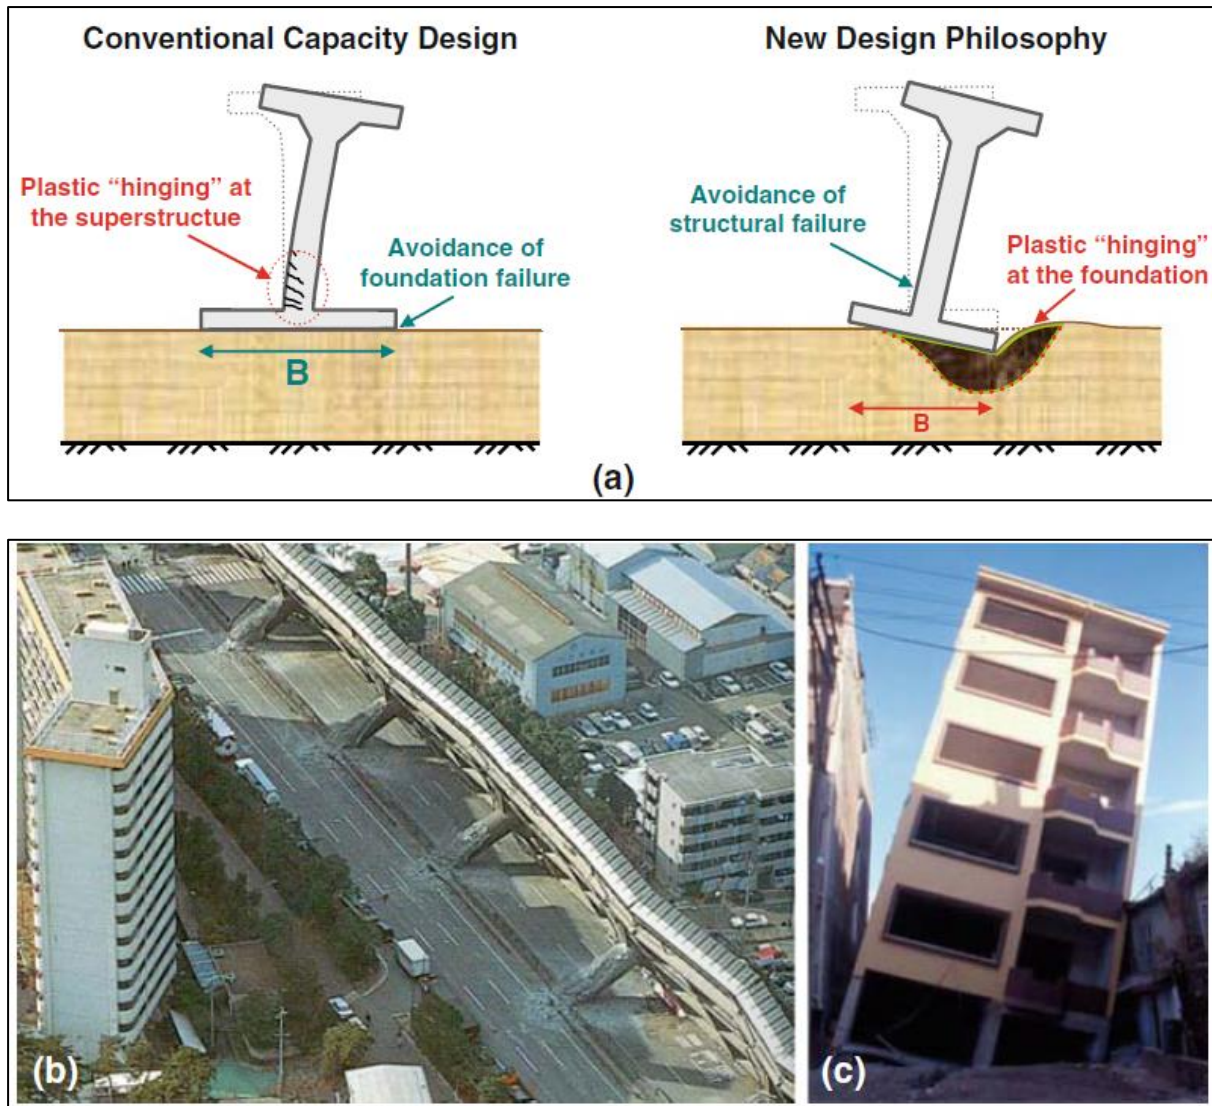 Conventional Capacity Design
New Design Philosophy
Plastic “hinging” at
the superstructue
Avoidance of
foundation failure
B
Avoidance of
structural failure
Plastic “hinging”
at the foundation
B
(a)
(b)
(c)